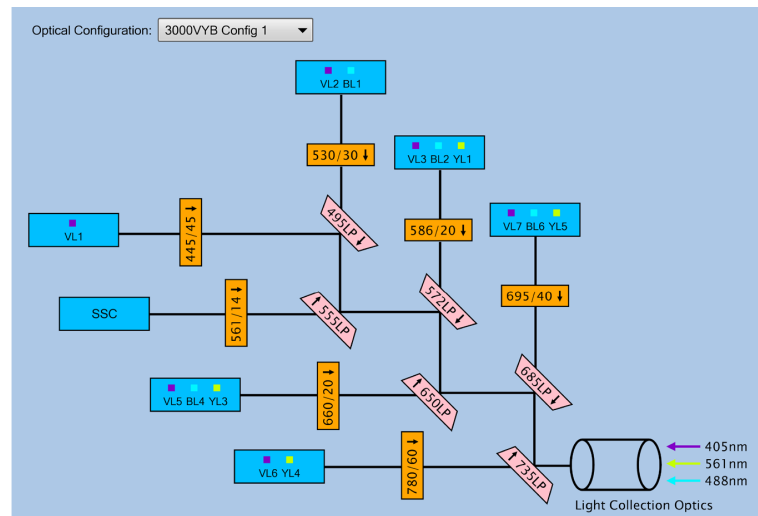 Optical Configuration: 3000VYB Config 1
VL2 BL1
530/30
VL3 BL2 YL1
495LP
VL7 BL6 YL5
586/20
445/45
VL1
572LP
695/40
561/14
SSC
555LP
685LP
660/20
VL5 BL4 YL3
650LP
405nm
561nm
488nm
780/60
VL6 YL4
735LP
Light Collection Optics